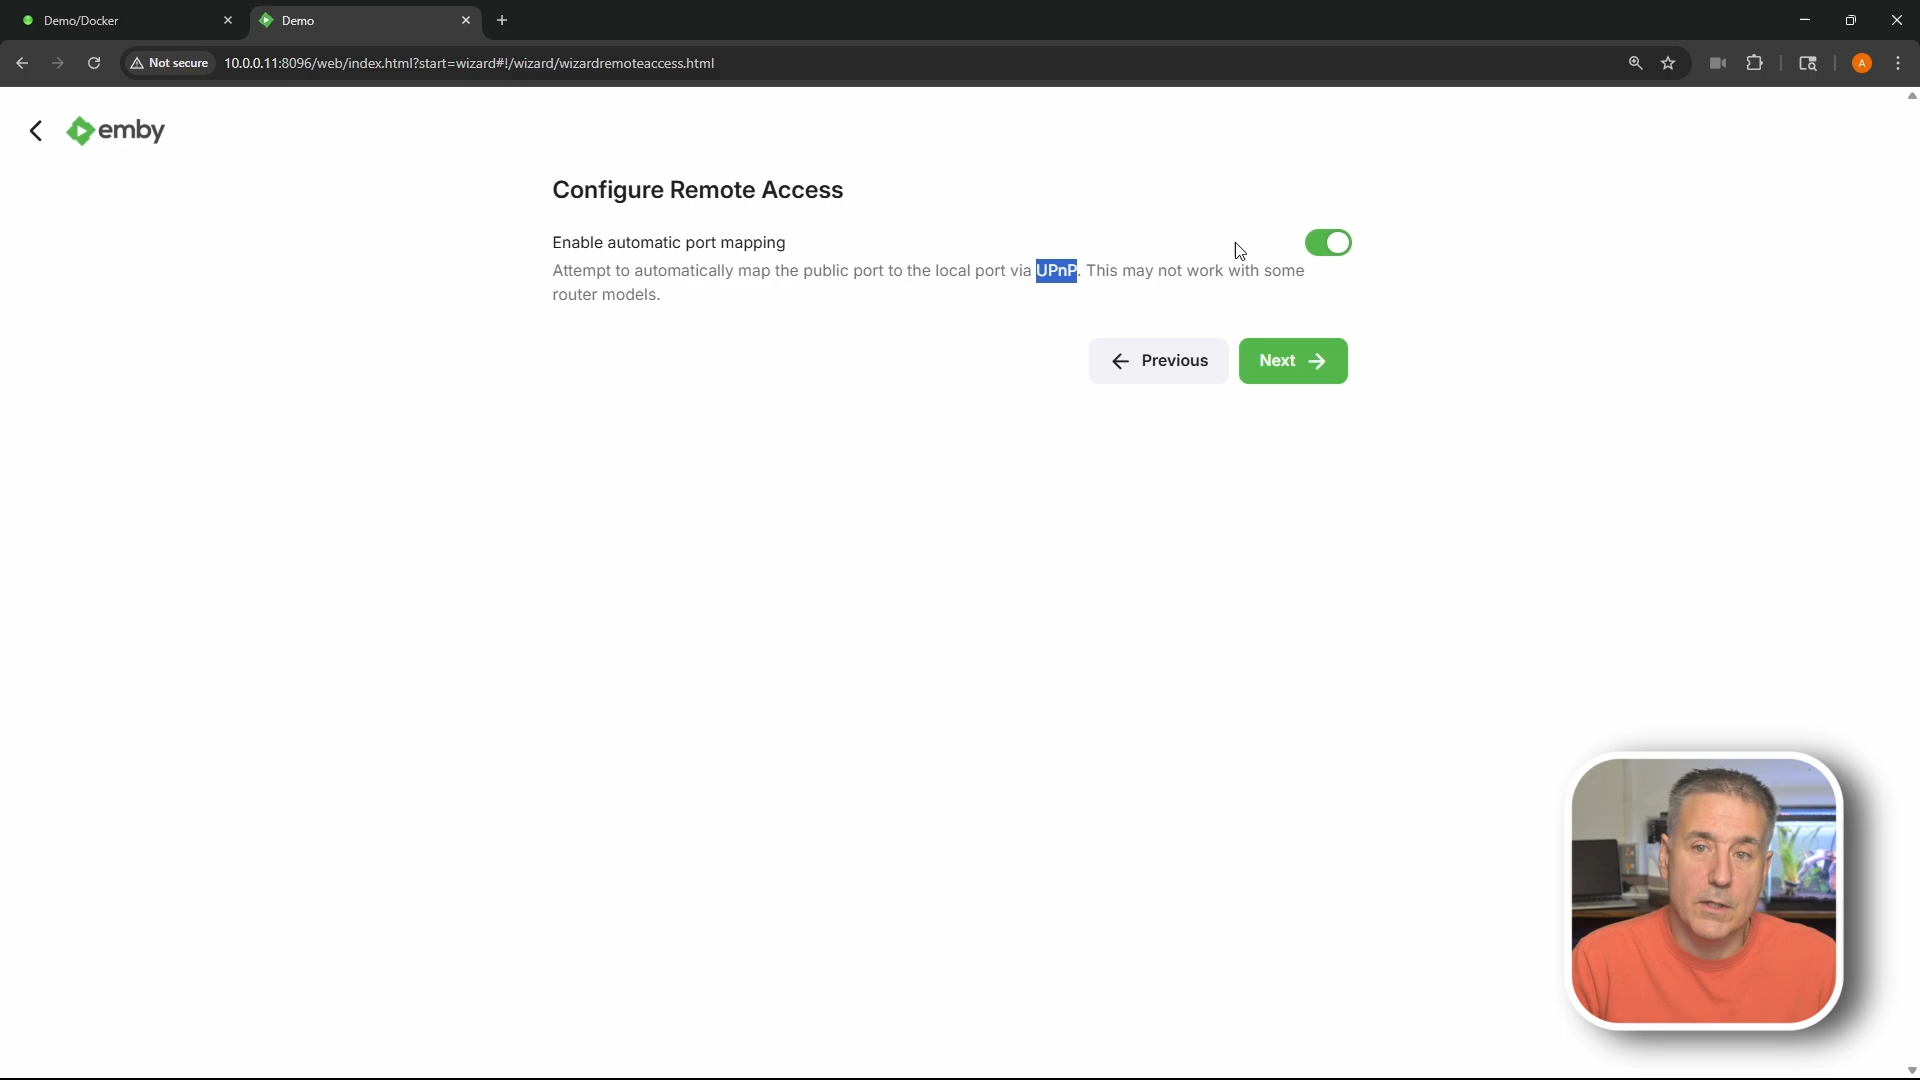 Demo/Docker
Demo
Not secure
10.0.0.11:8096/web/index.html?start=wizard#!/wizard/wizardremoteaccess.html
A
emby
Configure Remote Access
Enable automatic port mapping
Attempt to automatically map the public port to the local port via UPnP. This may not work with some
router models.
Previous
Next